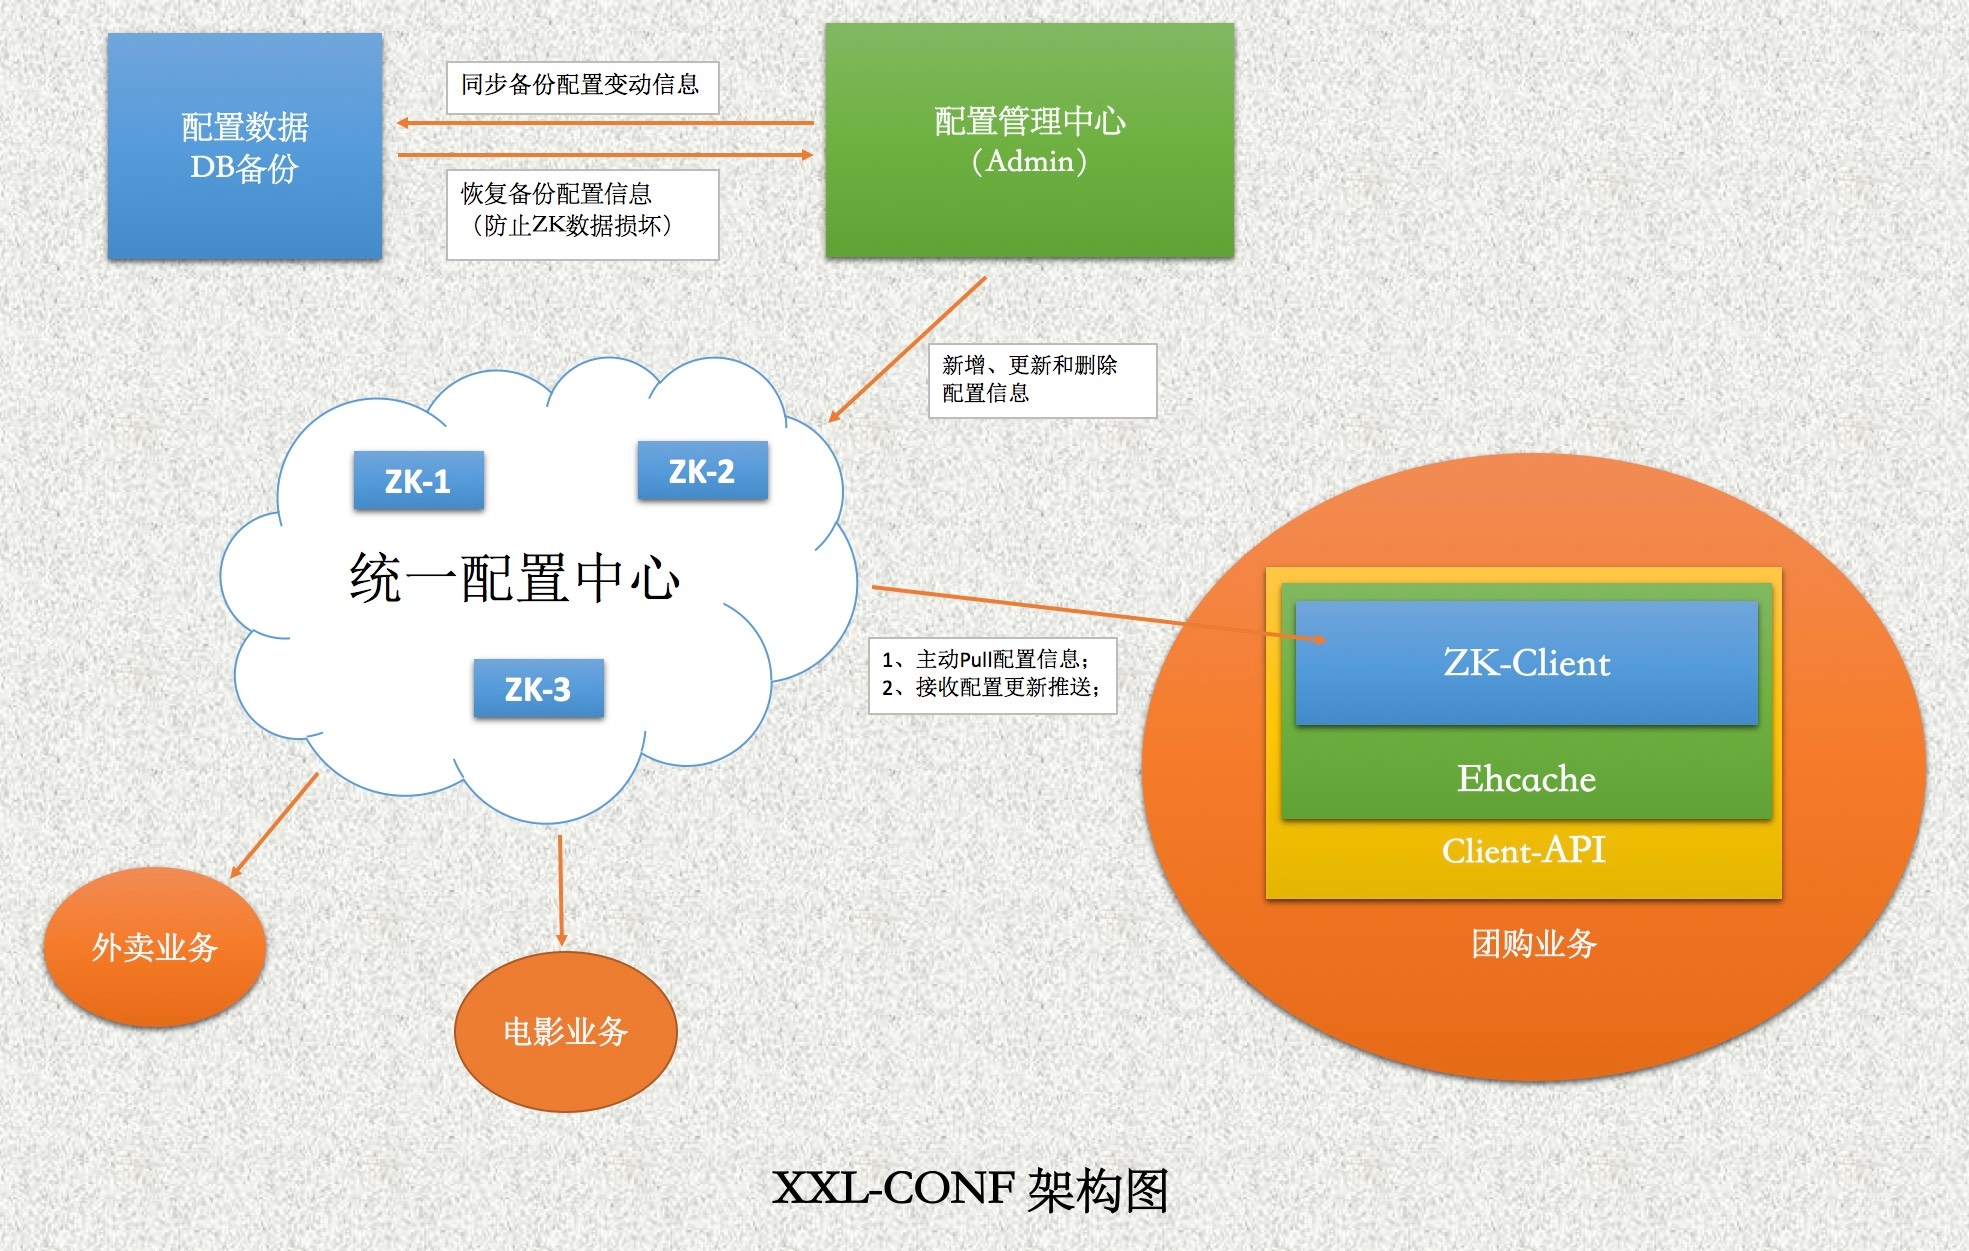 同步备份配置变动信息
配置数据
DB备份
配置管理中心
（Admin）
恢复备份配置信息
（防止ZK数据损坏）
新增、更新和删除
配置信息
ZK-1
ZK-2
统一配置中心
ZK-3
1、主动Pull配置信息；
2、接收配置更新推送；
ZK-Client
Ehcache
Client-API
团购业务
外卖业务
电影业务
XXL-CONF 架构图